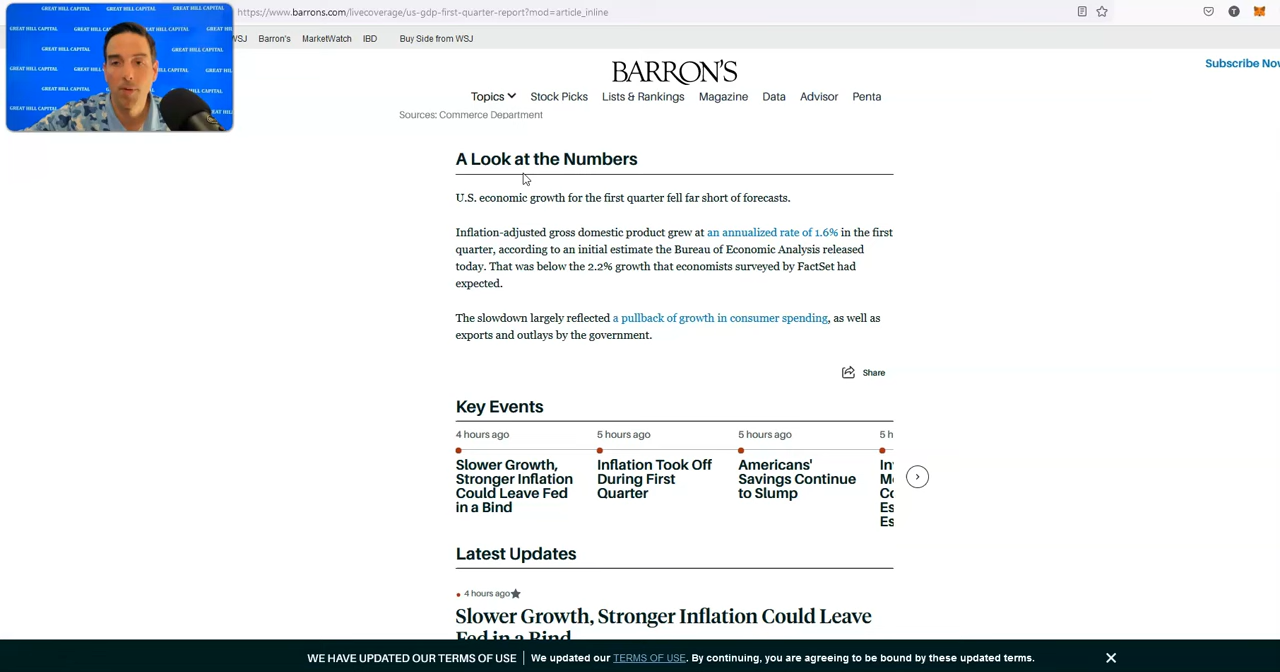 https://www.barrons.com/livecoverage/us-gdp-first-quarter-report?mod=article_inline
GREAT HILL CAPITAL
WSJ Barron's MarketWatch IBD Buy Side from WSJ
BARRON'S
Subscribe Nov
Topics Stock Picks Lists & Rankings Magazine Data Advisor Penta
Sources: Commerce Department
A Look at the Numbers
U.S. economic growth for the first quarter fell far short of forecasts.
Inflation-adjusted gross domestic product grew at an annualized rate of 1.6% in the first
quarter, according to an initial estimate the Bureau of Economic Analysis released
today. That was below the 2.2% growth that economists surveyed by FactSet had
expected.
The slowdown largely reflected a pullback of growth in consumer spending, as well as
exports and outlays by the government.
Share
Key Events
4 hours ago
Slower Growth,
Stronger Inflation
Could Leave Fed
in a Bind
5 hours ago
Inflation Took Off
During First
Quarter
5 hours ago
Americans'
Savings Continue
to Slump
5 h
Latest Updates
4 hours ago
Slower Growth, Stronger Inflation Could Leave
Fed in a Bind
WE HAVE UPDATED OUR TERMS OF USE We updated our TERMS OF USE. By continuing, you are agreeing to be bound by these updated terms.